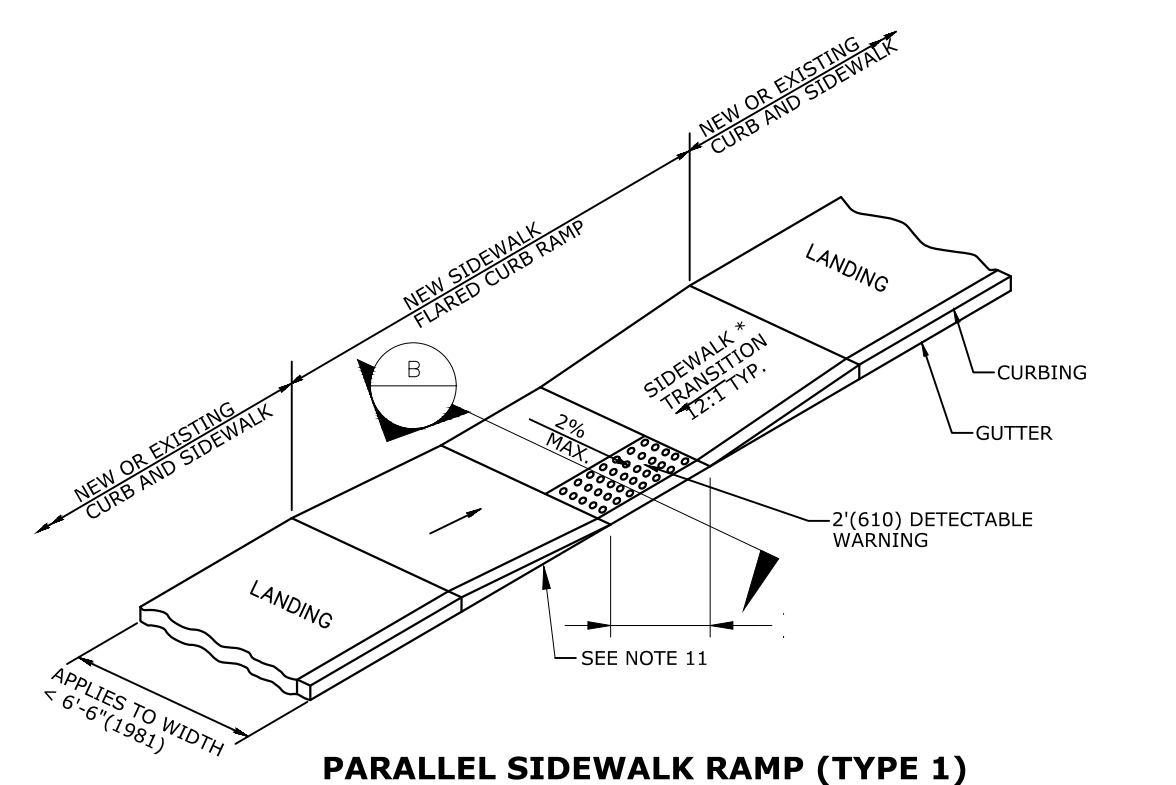 NEW OR EXISTING
CURB AND SIDEWALK
NEW SIDEWALK
FLARED CURB RAMP
NEW OR EXISTING
CURB AND SIDEWALK
LANDING
SIDEWALK *
TRANSITION
12:1 TYP.
CURBING
GUTTER
B
2%
MAX.
2'(610) DETECTABLE
WARNING
LANDING
SEE NOTE 11
APPLIES TO WIDTH
< 6'-6"(1981)
PARALLEL SIDEWALK RAMP (TYPE 1)